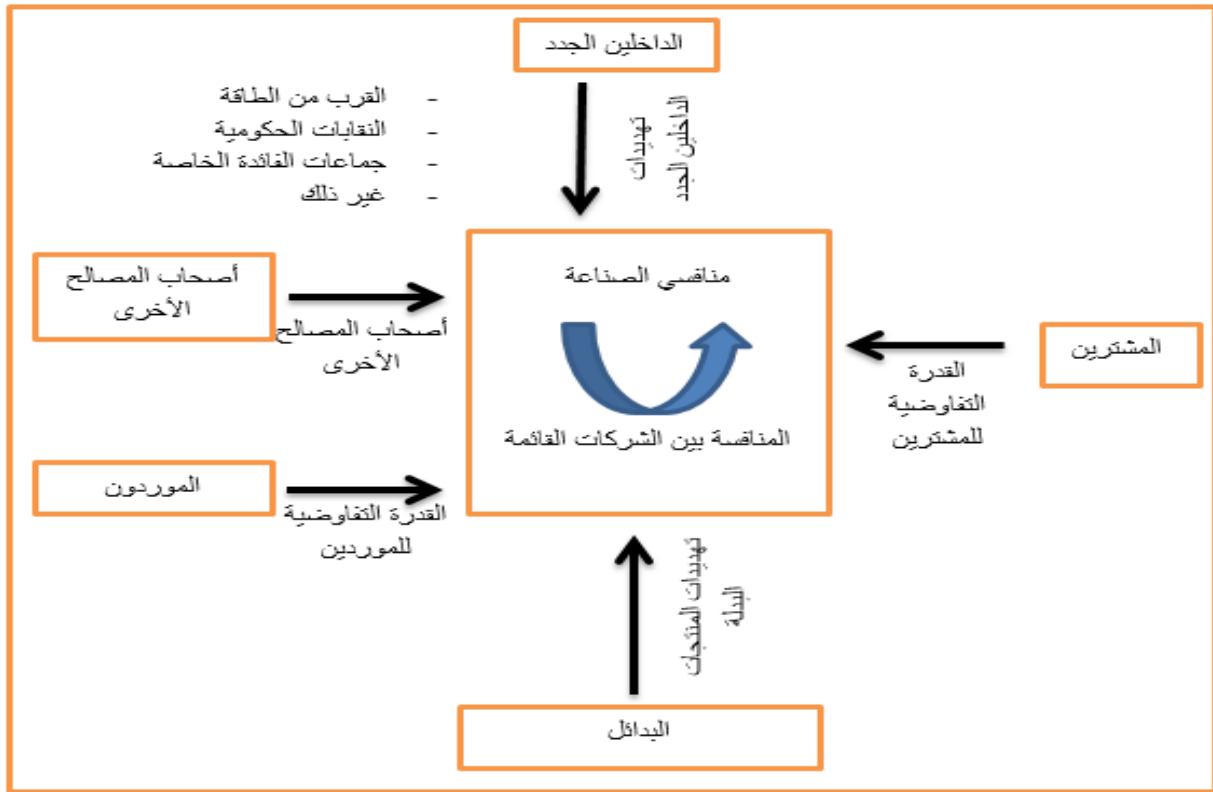 الداخلين الجدد
- القرب من الطاقة
- النقابات الحكومية
- جماعات الفائدة الخاصة
- غير ذلك
تهديدات
الداخلين الجدد
أصحاب المصالح
الأخرى
أصحاب المصالح
الأخرى
منافسي الصناعة
المنافسة بين الشركات القائمة
المشترين
القدرة
التفاوضية
للمشترين
الموردون
القدرة التفاوضية
للموردين
تهديدات المنتجات
البدلة
البدائل